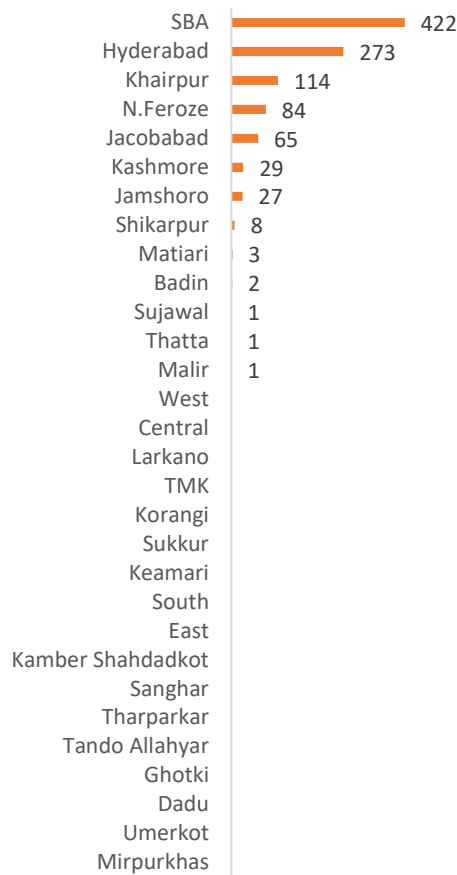 SBA 422
Hyderabad 273
Khairpur 114
N.Feroze 84
Jacobabad 65
Kashmore 29
Jamshoro 27
Shikarpur 8
Matiari 3
Badin 2
Sujawal 1
Thatta 1
Malir 1
West
Central
Larkano
TMK
Korangi
Sukkur
Keamari
South
East
Kamber Shahdadkot
Sanghar
Tharparkar
Tando Allahyar
Ghotki
Dadu
Umerkot
Mirpurkhas